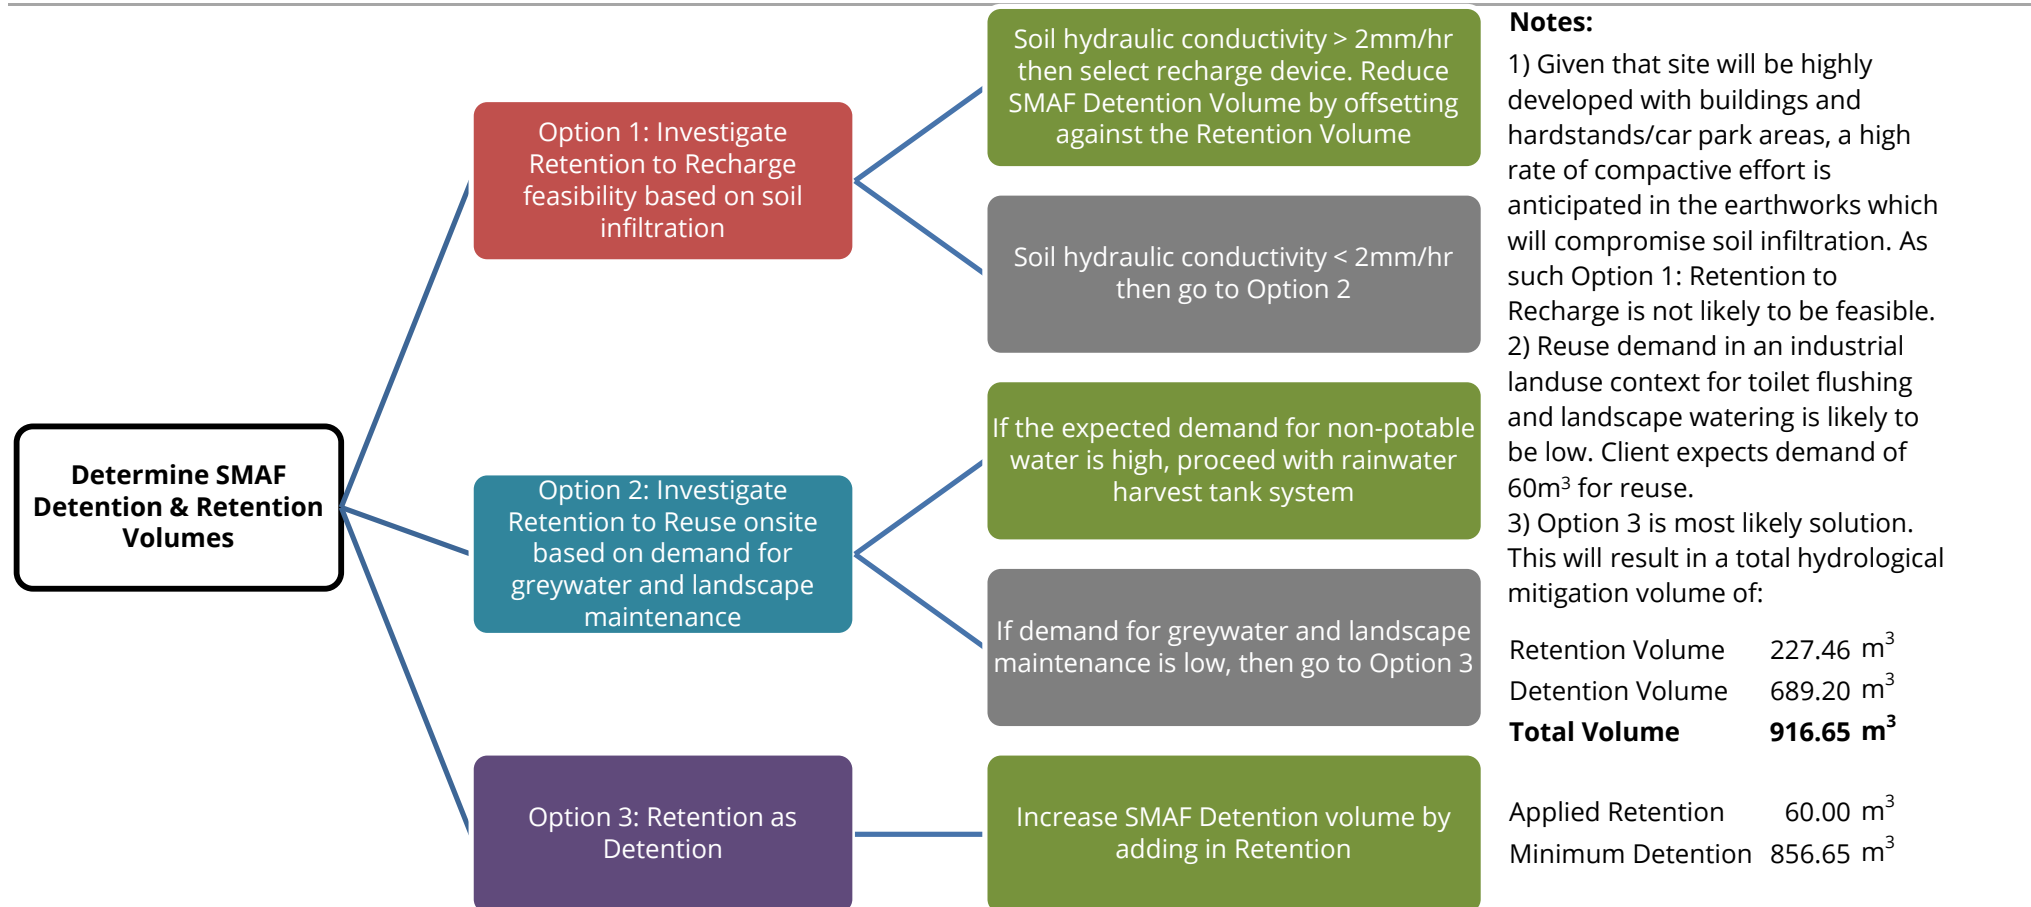 Determine SMAF
Detention & Retention
Volumes
Option 1: Investigate
Retention to Recharge
feasibility based on soil
infiltration
Soil hydraulic conductivity > 2mm/hr
then select recharge device. Reduce
SMAF Detention Volume by offsetting
against the Retention Volume
Soil hydraulic conductivity < 2mm/hr
then go to Option 2
Option 2: Investigate
Retention to Reuse onsite
based on demand for
greywater and landscape
maintenance
If the expected demand for non-potable
water is high, proceed with rainwater
harvest tank system
If demand for greywater and landscape
maintenance is low, then go to Option 3
Option 3: Retention as
Detention
Increase SMAF Detention volume by
adding in Retention
Notes:
1) Given that site will be highly
developed with buildings and
hardstands/car park areas, a high
rate of compactive effort is
anticipated in the earthworks which
will compromise soil infiltration. As
such Option 1: Retention to
Recharge is not likely to be feasible.
2) Reuse demand in an industrial
landuse context for toilet flushing
and landscape watering is likely to
be low. Client expects demand of
60m³ for reuse.
3) Option 3 is most likely solution.
This will result in a total hydrological
mitigation volume of:
Retention Volume 227.46 m³
Detention Volume 689.20 m³
Total Volume 916.65 m³
Applied Retention 60.00 m³
Minimum Detention 856.65 m³